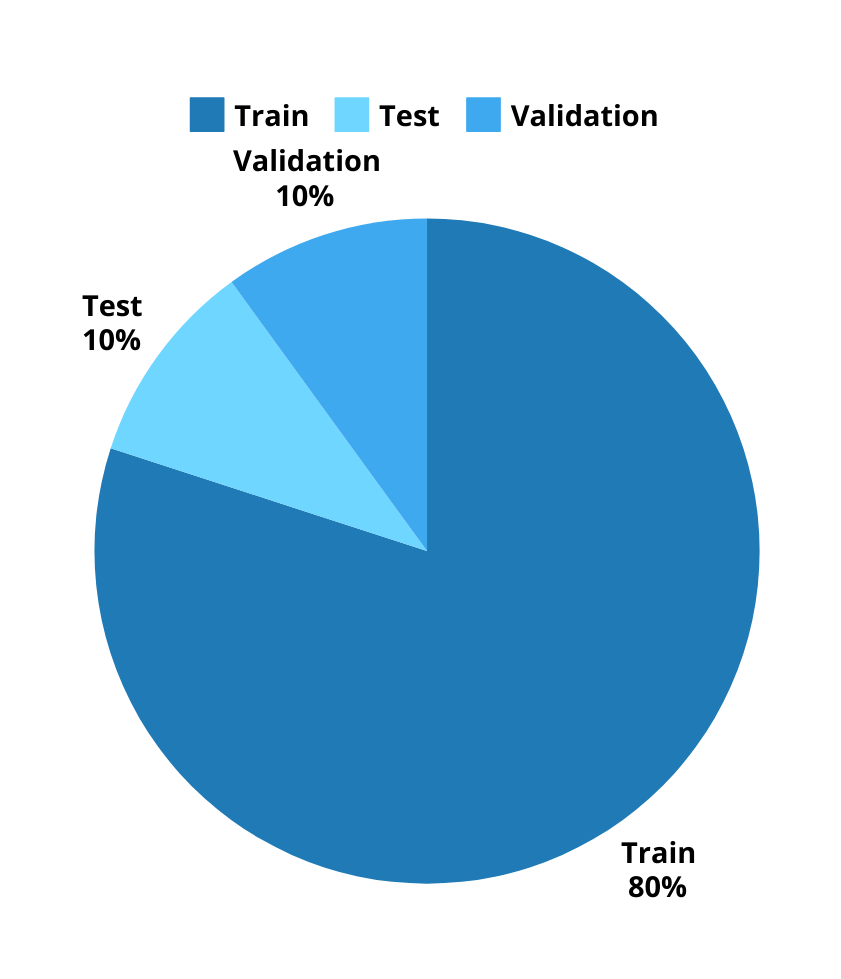 Train Test Validation
Validation
10%
Test
10%
Train
80%